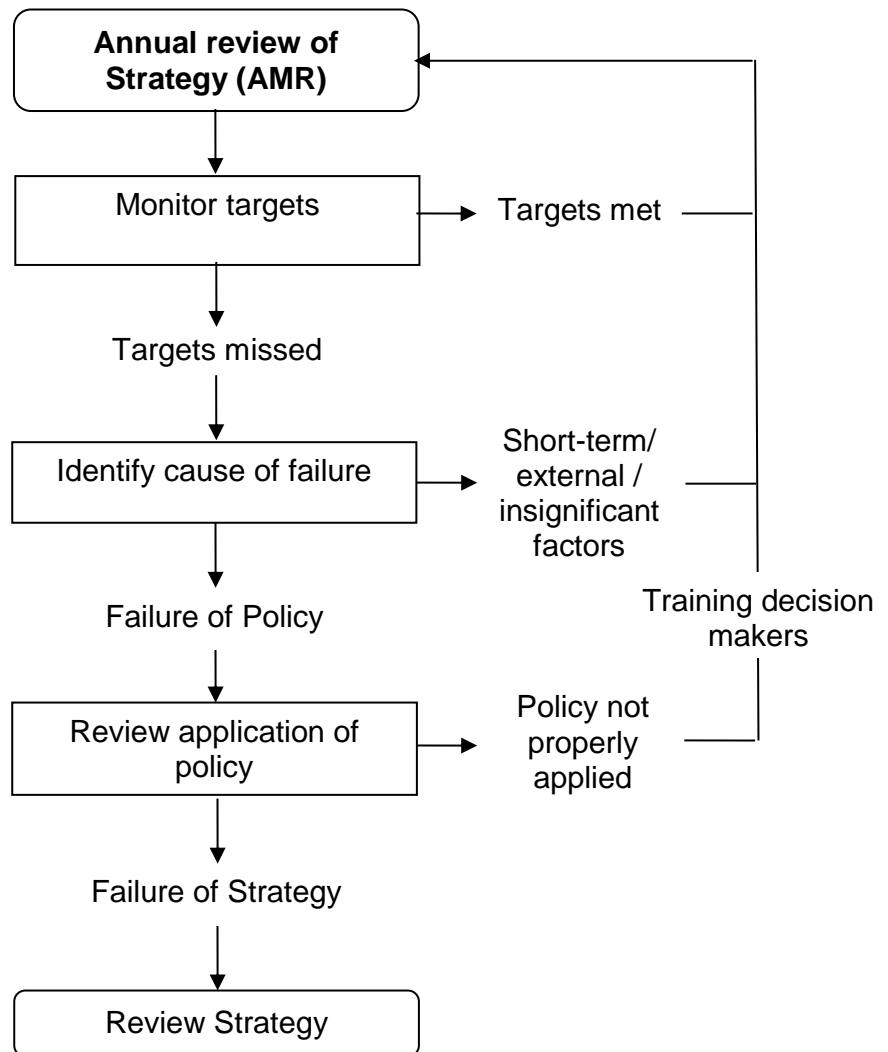 Annual review of
Strategy (AMR)
Monitor targets
Targets met
Targets missed
Identify cause of failure
Short-term/
external /
insignificant
factors
Failure of Policy
Training decision
makers
Review application of
policy
Policy not
properly
applied
Failure of Strategy
Review Strategy